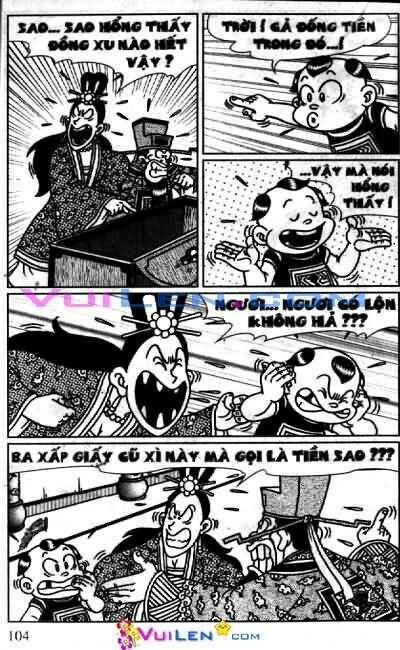 SAO... SAO HỔNG THẤY
ĐỒNG XU NÀO HẾT
VẬY?
TRỜI! CẢ ĐỐNG TIỀN
TRONG ĐÓ...!
...VẬY MÀ NÓI
HỔNG
THẤY!
VuiLen.com
NGƯƠI... NGƯƠI CÓ LỘN
KHÔNG HẢ???
BA XẤP GIẤY CŨ XÌ NÀY MÀ GỌI LÀ TIỀN SAO???
104
VuiLen.com